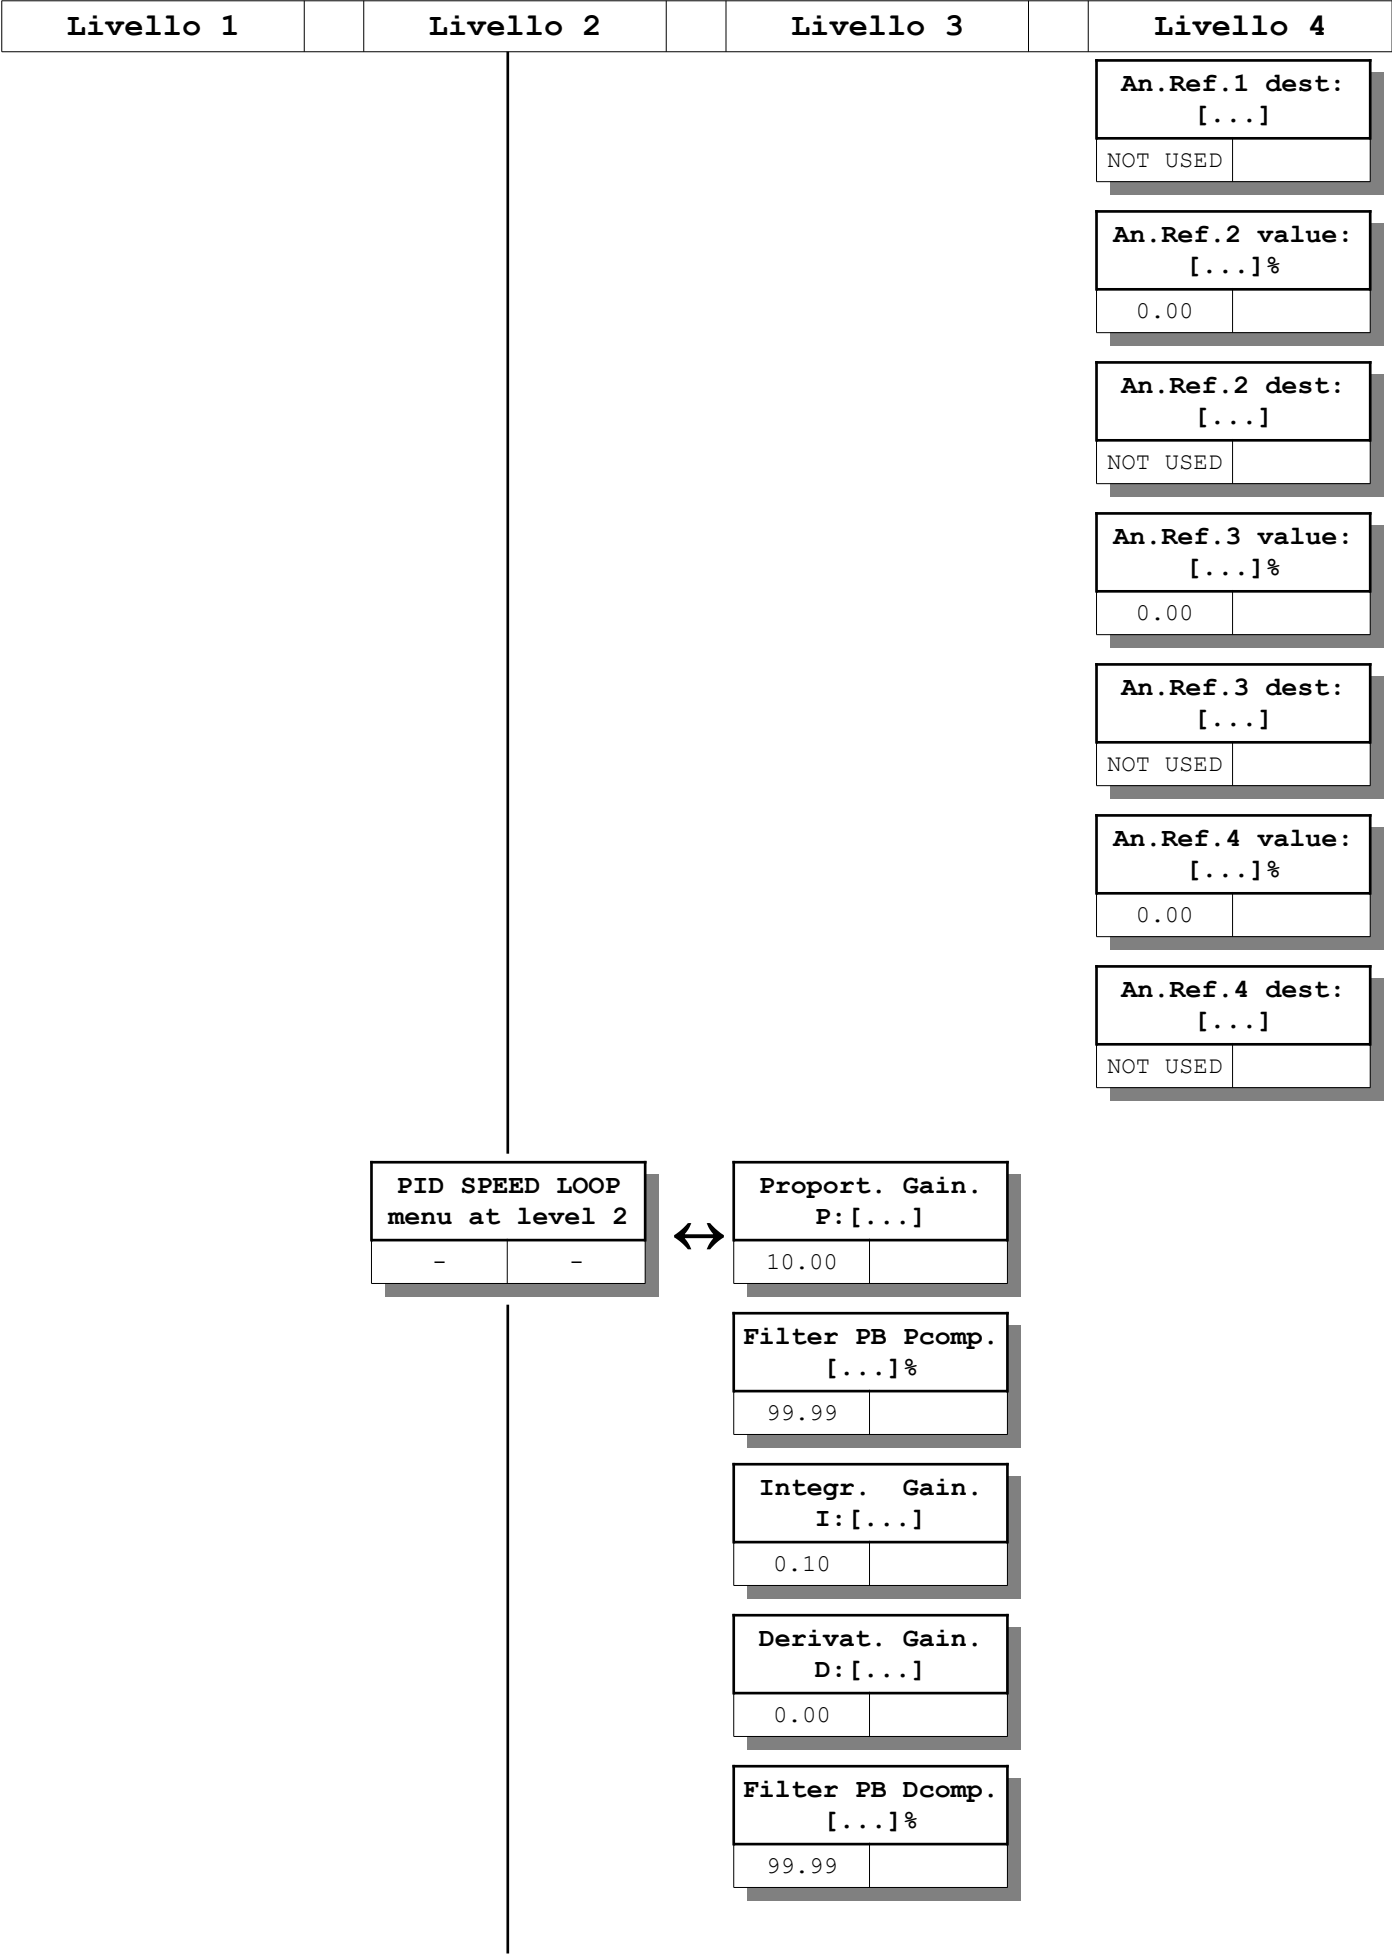 Livello 1 Livello 2 Livello 3 Livello 4
An.Ref.1 dest:
[...]
NOT USED
An.Ref.2 value:
[...]%
0.00
An.Ref.2 dest:
[...]
NOT USED
An.Ref.3 value:
[...]%
0.00
An.Ref.3 dest:
[...]
NOT USED
An.Ref.4 value:
[...]%
0.00
An.Ref.4 dest:
[...]
NOT USED
PID SPEED LOOP
menu at level 2
- -
Proport. Gain.
P:[...]
10.00
Filter PB Pcomp.
[...]%
99.99
Integr. Gain.
I:[...]
0.10
Derivat. Gain.
D:[...]
0.00
Filter PB Dcomp.
[...]%
99.99